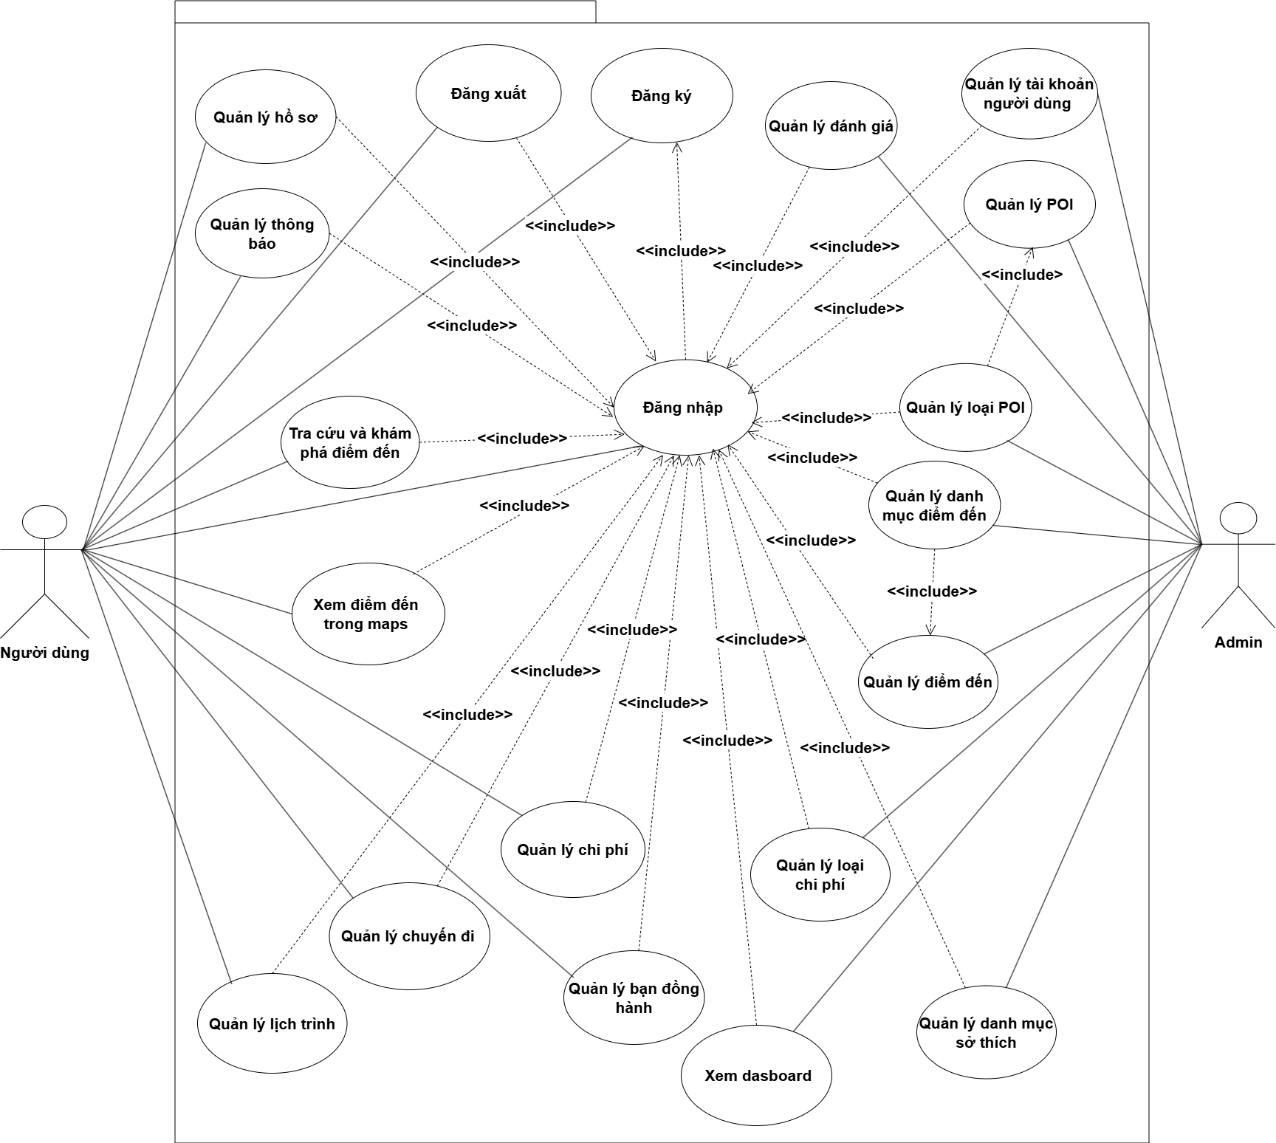 Đăng xuất
Đăng ký
Quản lý tài khoản
người dùng
Quản lý hồ sơ
Quản lý đánh giá
Quản lý POI
Quản lý thông
báo
<<include>>
<<include>>
<<include>>
<<include>>
<<include>>
<<include>
<<include>>
<<include>>
Đăng nhập
Quản lý loại POI
<<include>>
Tra cứu và khám
phá điểm đến
<<include>>
<<include>>
Quản lý danh
mục điểm đến
<<include>>
<<include>>
<<include>>
Xem điểm đến
trong maps
<<include>>
<<include>>
Người dùng
Admin
<<include>>
Quản lý điểm đến
<<include>>
<<include>>
<<include>>
<<include>>
Quản lý chi phí
Quản lý loại
chi phí
Quản lý chuyến đi
Quản lý bạn đồng
hành
Quản lý lịch trình
Quản lý danh mục
sở thích
Xem dasboard